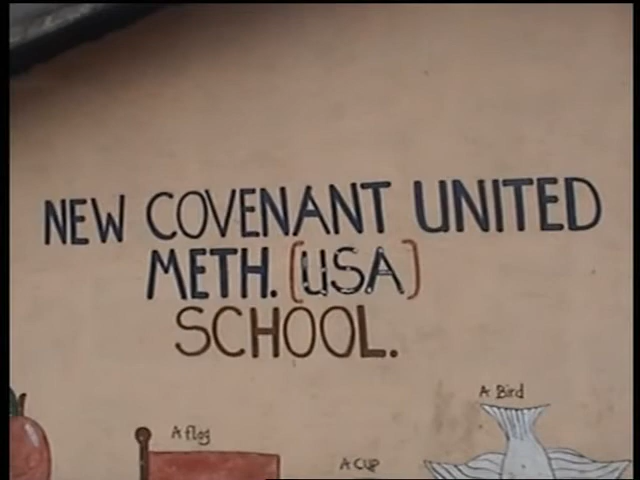 NEW COVENANT UNITED
METH. (USA)
SCHOOL.
A Bird
A flag
A CUP